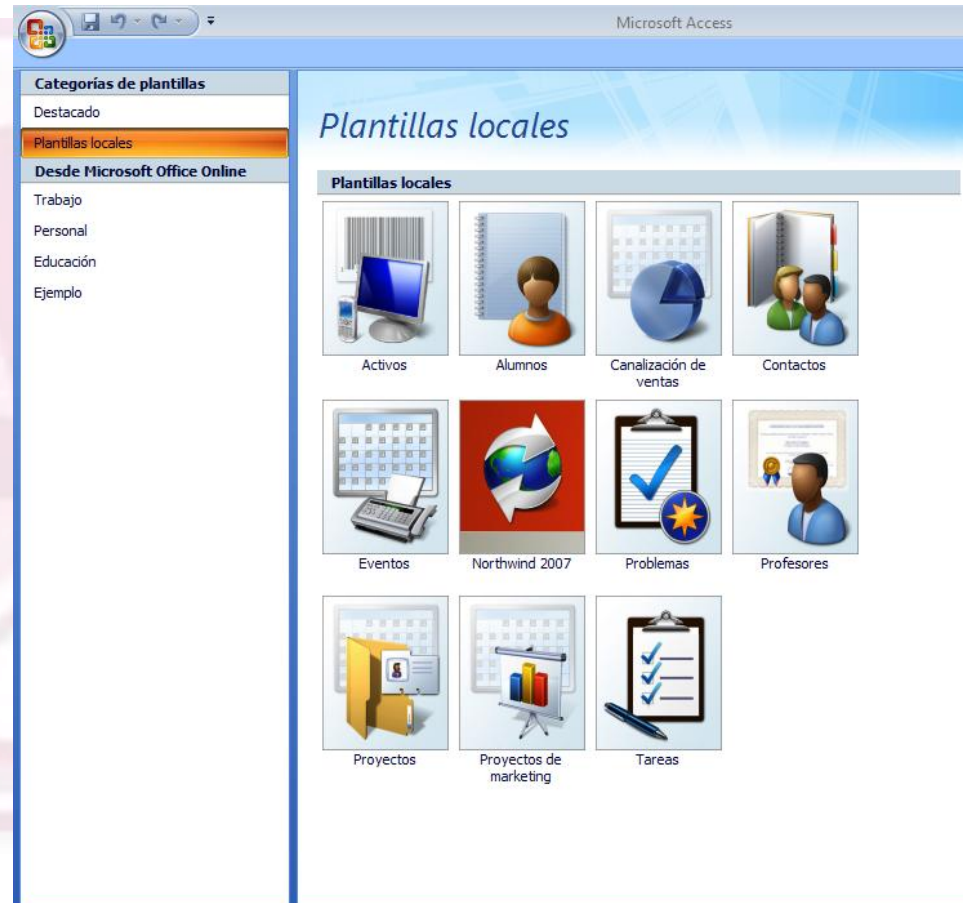 Microsoft Access
Categorías de plantillas
Destacado
Plantillas locales
Desde Microsoft Office Online
Trabajo
Personal
Educación
Ejemplo
Plantillas locales
Plantillas locales
Activos
Alumnos
Canalización de
ventas
Contactos
Eventos
Northwind 2007
Problemas
Profesores
Proyectos
Proyectos de
marketing
Tareas